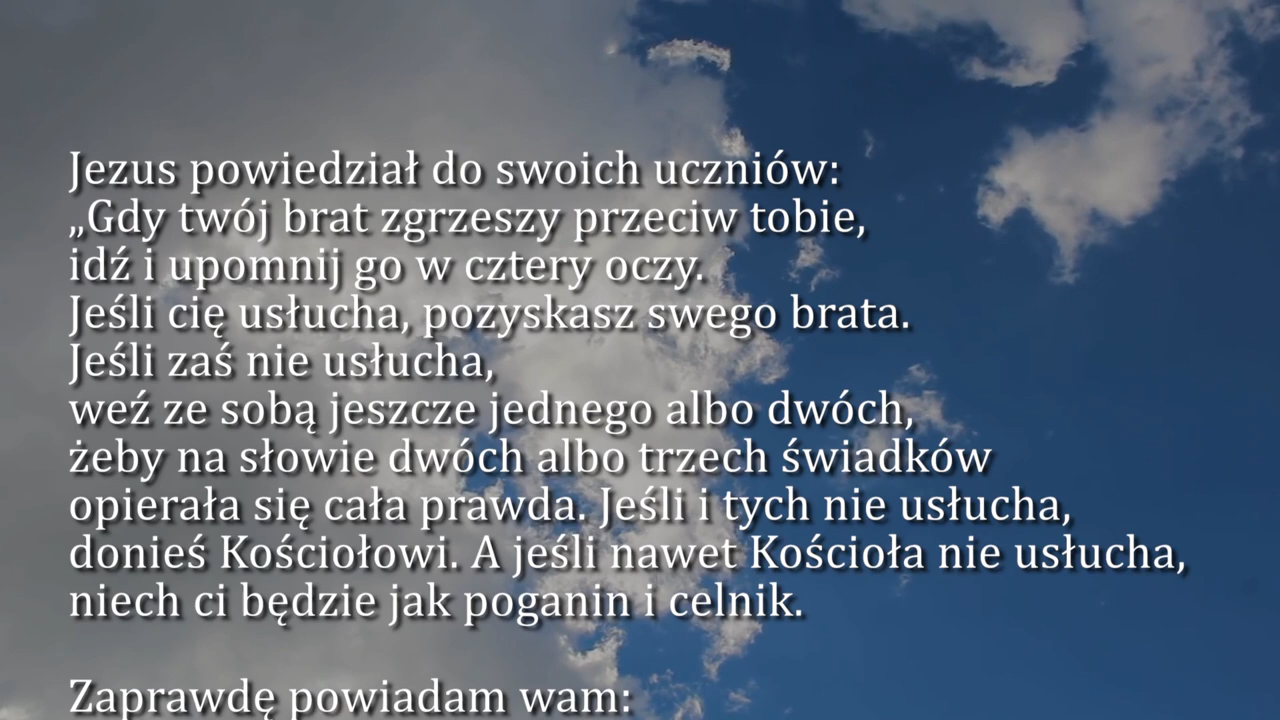 Jezus powiedział do swoich uczniów:
„Gdy twój brat zgrzeszy przeciw tobie,
idź i upomnij go w cztery oczy.
Jeśli cię usłucha, pozyskasz swego brata.
Jeśli zaś nie usłucha,
weź ze sobą jeszcze jednego albo dwóch,
żeby na słowie dwóch albo trzech świadków
opierała się cała prawda. Jeśli i tych nie usłucha,
donieś Kościołowi. A jeśli nawet Kościoła nie usłucha,
niech ci będzie jak poganin i celnik.
Zaprawdę powiadam wam: